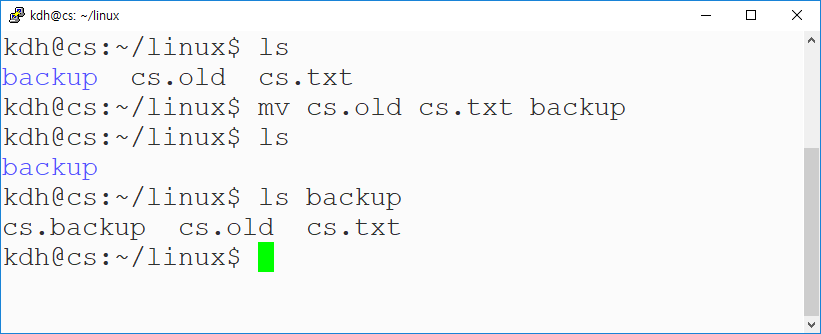 kdh@cs: ~/linux
kdh@cs:~/linux$ ls
backup  cs.old  cs.txt
kdh@cs:~/linux$ mv cs.old cs.txt backup
kdh@cs:~/linux$ ls
backup
kdh@cs:~/linux$ ls backup
cs.backup  cs.old  cs.txt
kdh@cs:~/linux$